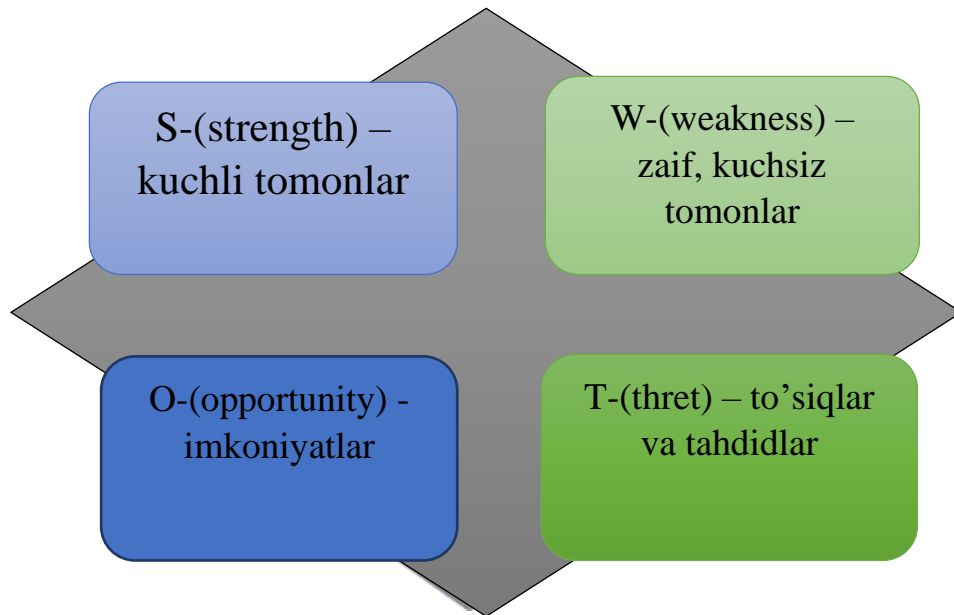 S-(strength) –
kuchli tomonlar
W-(weakness) –
zaif, kuchsiz
tomonlar
O-(opportunity) -
imkoniyatlar
T-(thret) – to’siqlar
va tahdidlar